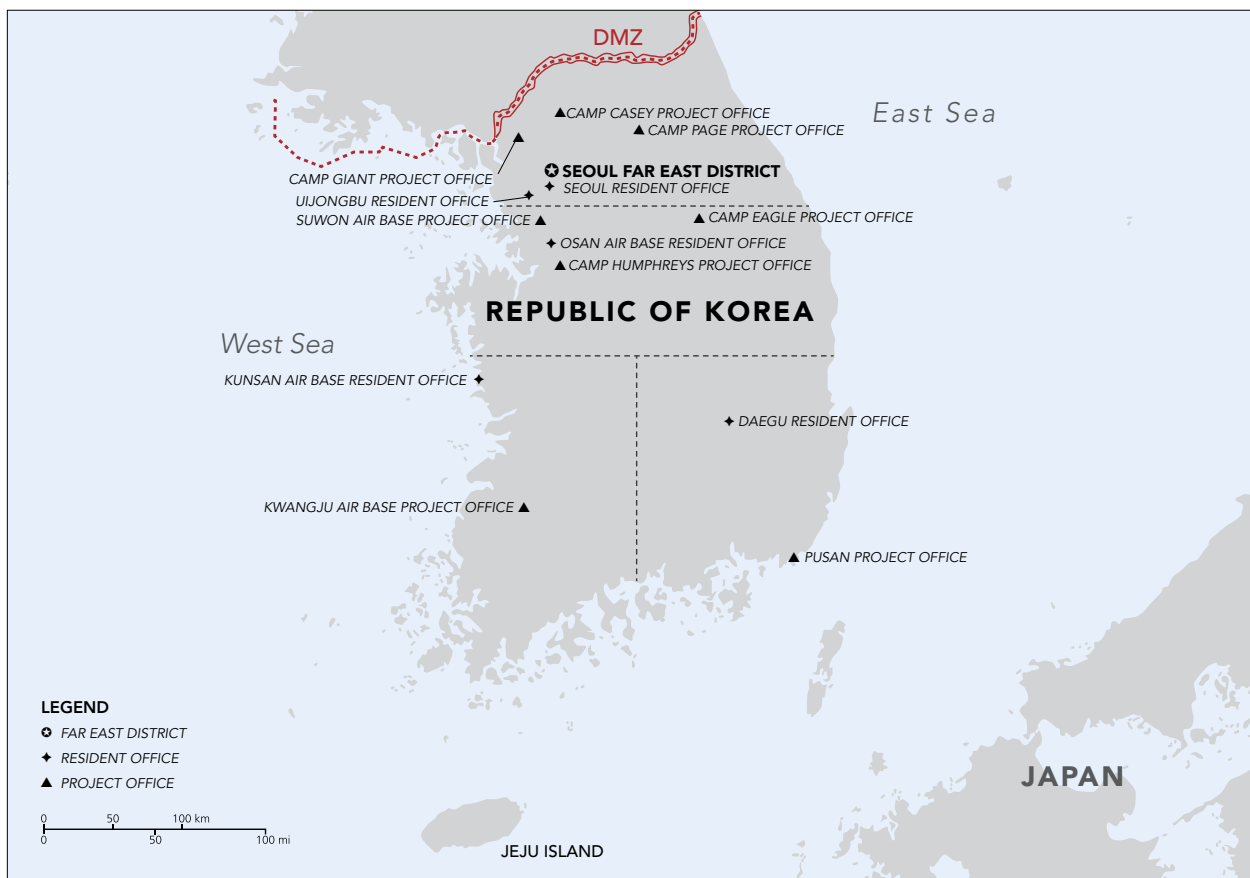 DMZ
East Sea
CAMP CASEY PROJECT OFFICE
CAMP PAGE PROJECT OFFICE
SEOUL FAR EAST DISTRICT
CAMP GIANT PROJECT OFFICE
SEOUL RESIDENT OFFICE
UIJONGBU RESIDENT OFFICE
SUWON AIR BASE PROJECT OFFICE
CAMP EAGLE PROJECT OFFICE
OSAN AIR BASE RESIDENT OFFICE
CAMP HUMPHREYS PROJECT OFFICE
REPUBLIC OF KOREA
West Sea
KUNSAN AIR BASE RESIDENT OFFICE
DAEGU RESIDENT OFFICE
KWANGJU AIR BASE PROJECT OFFICE
PUSAN PROJECT OFFICE
LEGEND
FAR EAST DISTRICT
RESIDENT OFFICE
PROJECT OFFICE
JAPAN
0 50 100 km
0 50 100 mi
JEJU ISLAND